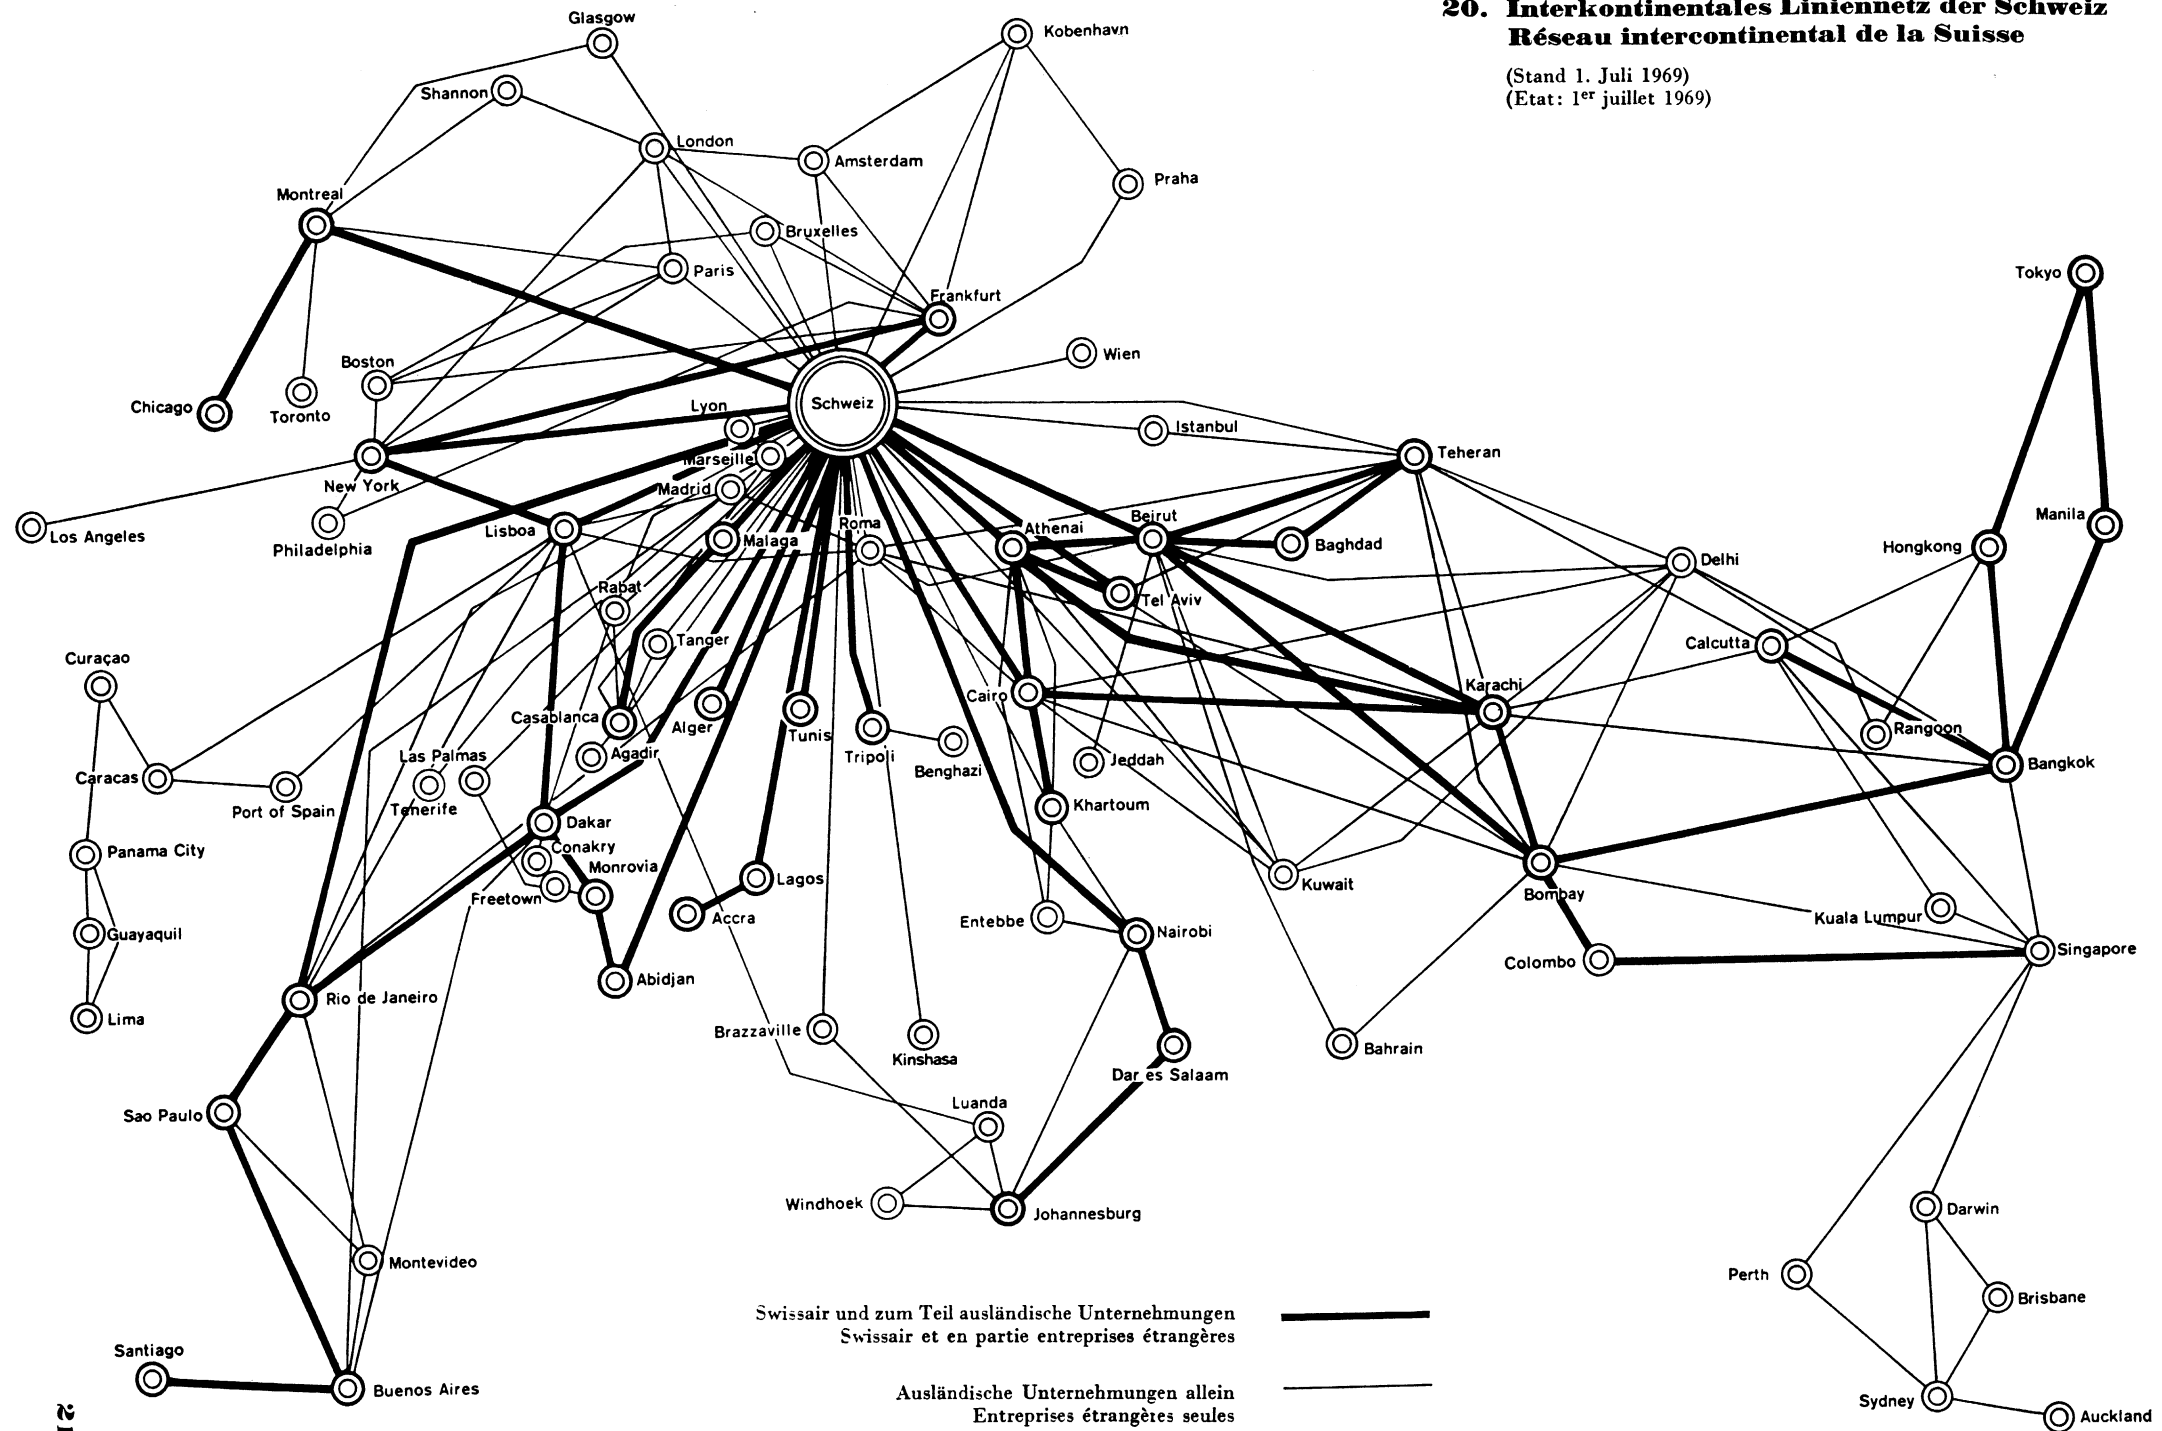 20. Interkontinentales Liniennetz der Schweiz
Réseau intercontinental de la Suisse
(Stand 1. Juli 1969)
(Etat: 1er juillet 1969)
Glasgow
Kobenhavn
Shannon
London
Amsterdam
Praha
Montreal
Bruxelles
Paris
Tokyo
Frankfurt
Boston
Wien
Chicago
Toronto
Lyon
Schweiz
Istanbul
Teheran
Marseille
New York
Madrid
Los Angeles
Philadelphia
Lisboa
Malaga
Roma
Athenai
Beirut
Baghdad
Manila
Hongkong
Delhi
Rabat
Tel Aviv
Tanger
Calcutta
Curaçao
Cairo
Karachi
Casablanca
Alger
Tunis
Tripoli
Benghazi
Jeddah
Rangoon
Bangkok
Las Palmas
Agadir
Caracas
Port of Spain
Tenerife
Dakar
Khartoum
Panama City
Conakry
Monrovia
Freetown
Lagos
Accra
Kuwait
Bombay
Kuala Lumpur
Guayaquil
Entebbe
Nairobi
Singapore
Colombo
Abidjan
Rio de Janeiro
Lima
Brazzaville
Kinshasa
Bahrain
Dar es Salaam
Sao Paulo
Luanda
Windhoek
Johannesburg
Darwin
Montevideo
Perth
Brisbane
Santiago
Buenos Aires
Sydney
Auckland
Swissair und zum Teil ausländische Unternehmungen
Swissair et en partie entreprises étrangères
Ausländische Unternehmungen allein
Entreprises étrangères seules
21